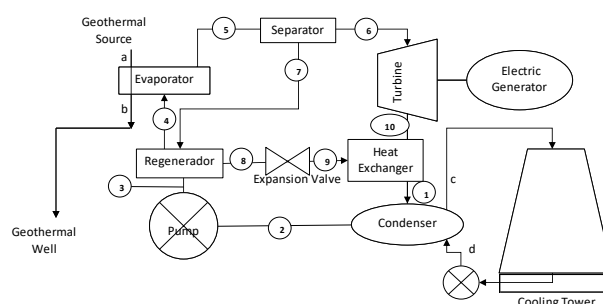 Geothermal
Source
a
b
Evaporator
5
Separator
6
7
4
Turbine
Electric
Generator
10
Regenerador
8
9
Expansion Valve
Heat
Exchanger
1
c
3
Pump
2
Condenser
d
Geothermal
Well
Cooling Tower